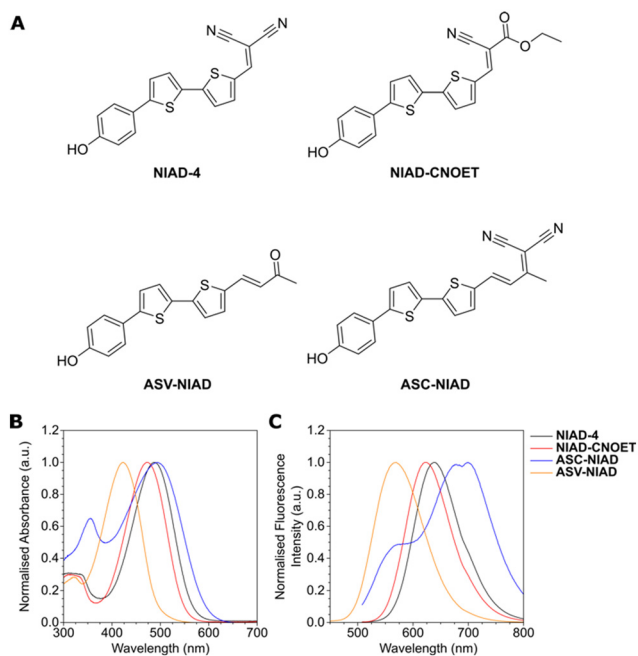 A
N
N
N
O
S
S
O
S
S
HO
HO
NIAD-4
NIAD-CNOET
N
N
O
S
S
S
S
HO
HO
ASV-NIAD
ASC-NIAD
B
C
1.2
1.0
0.8
0.6
0.4
0.2
0.0
Normalised Absorbance (a.u.)
300 400 500 600 700
Wavelength (nm)
1.2
1.0
0.8
0.6
0.4
0.2
0.0
Normalised Fluorescence
Intensity (a.u.)
500 600 700 800
Wavelength (nm)
NIAD-4
NIAD-CNOET
ASC-NIAD
ASV-NIAD